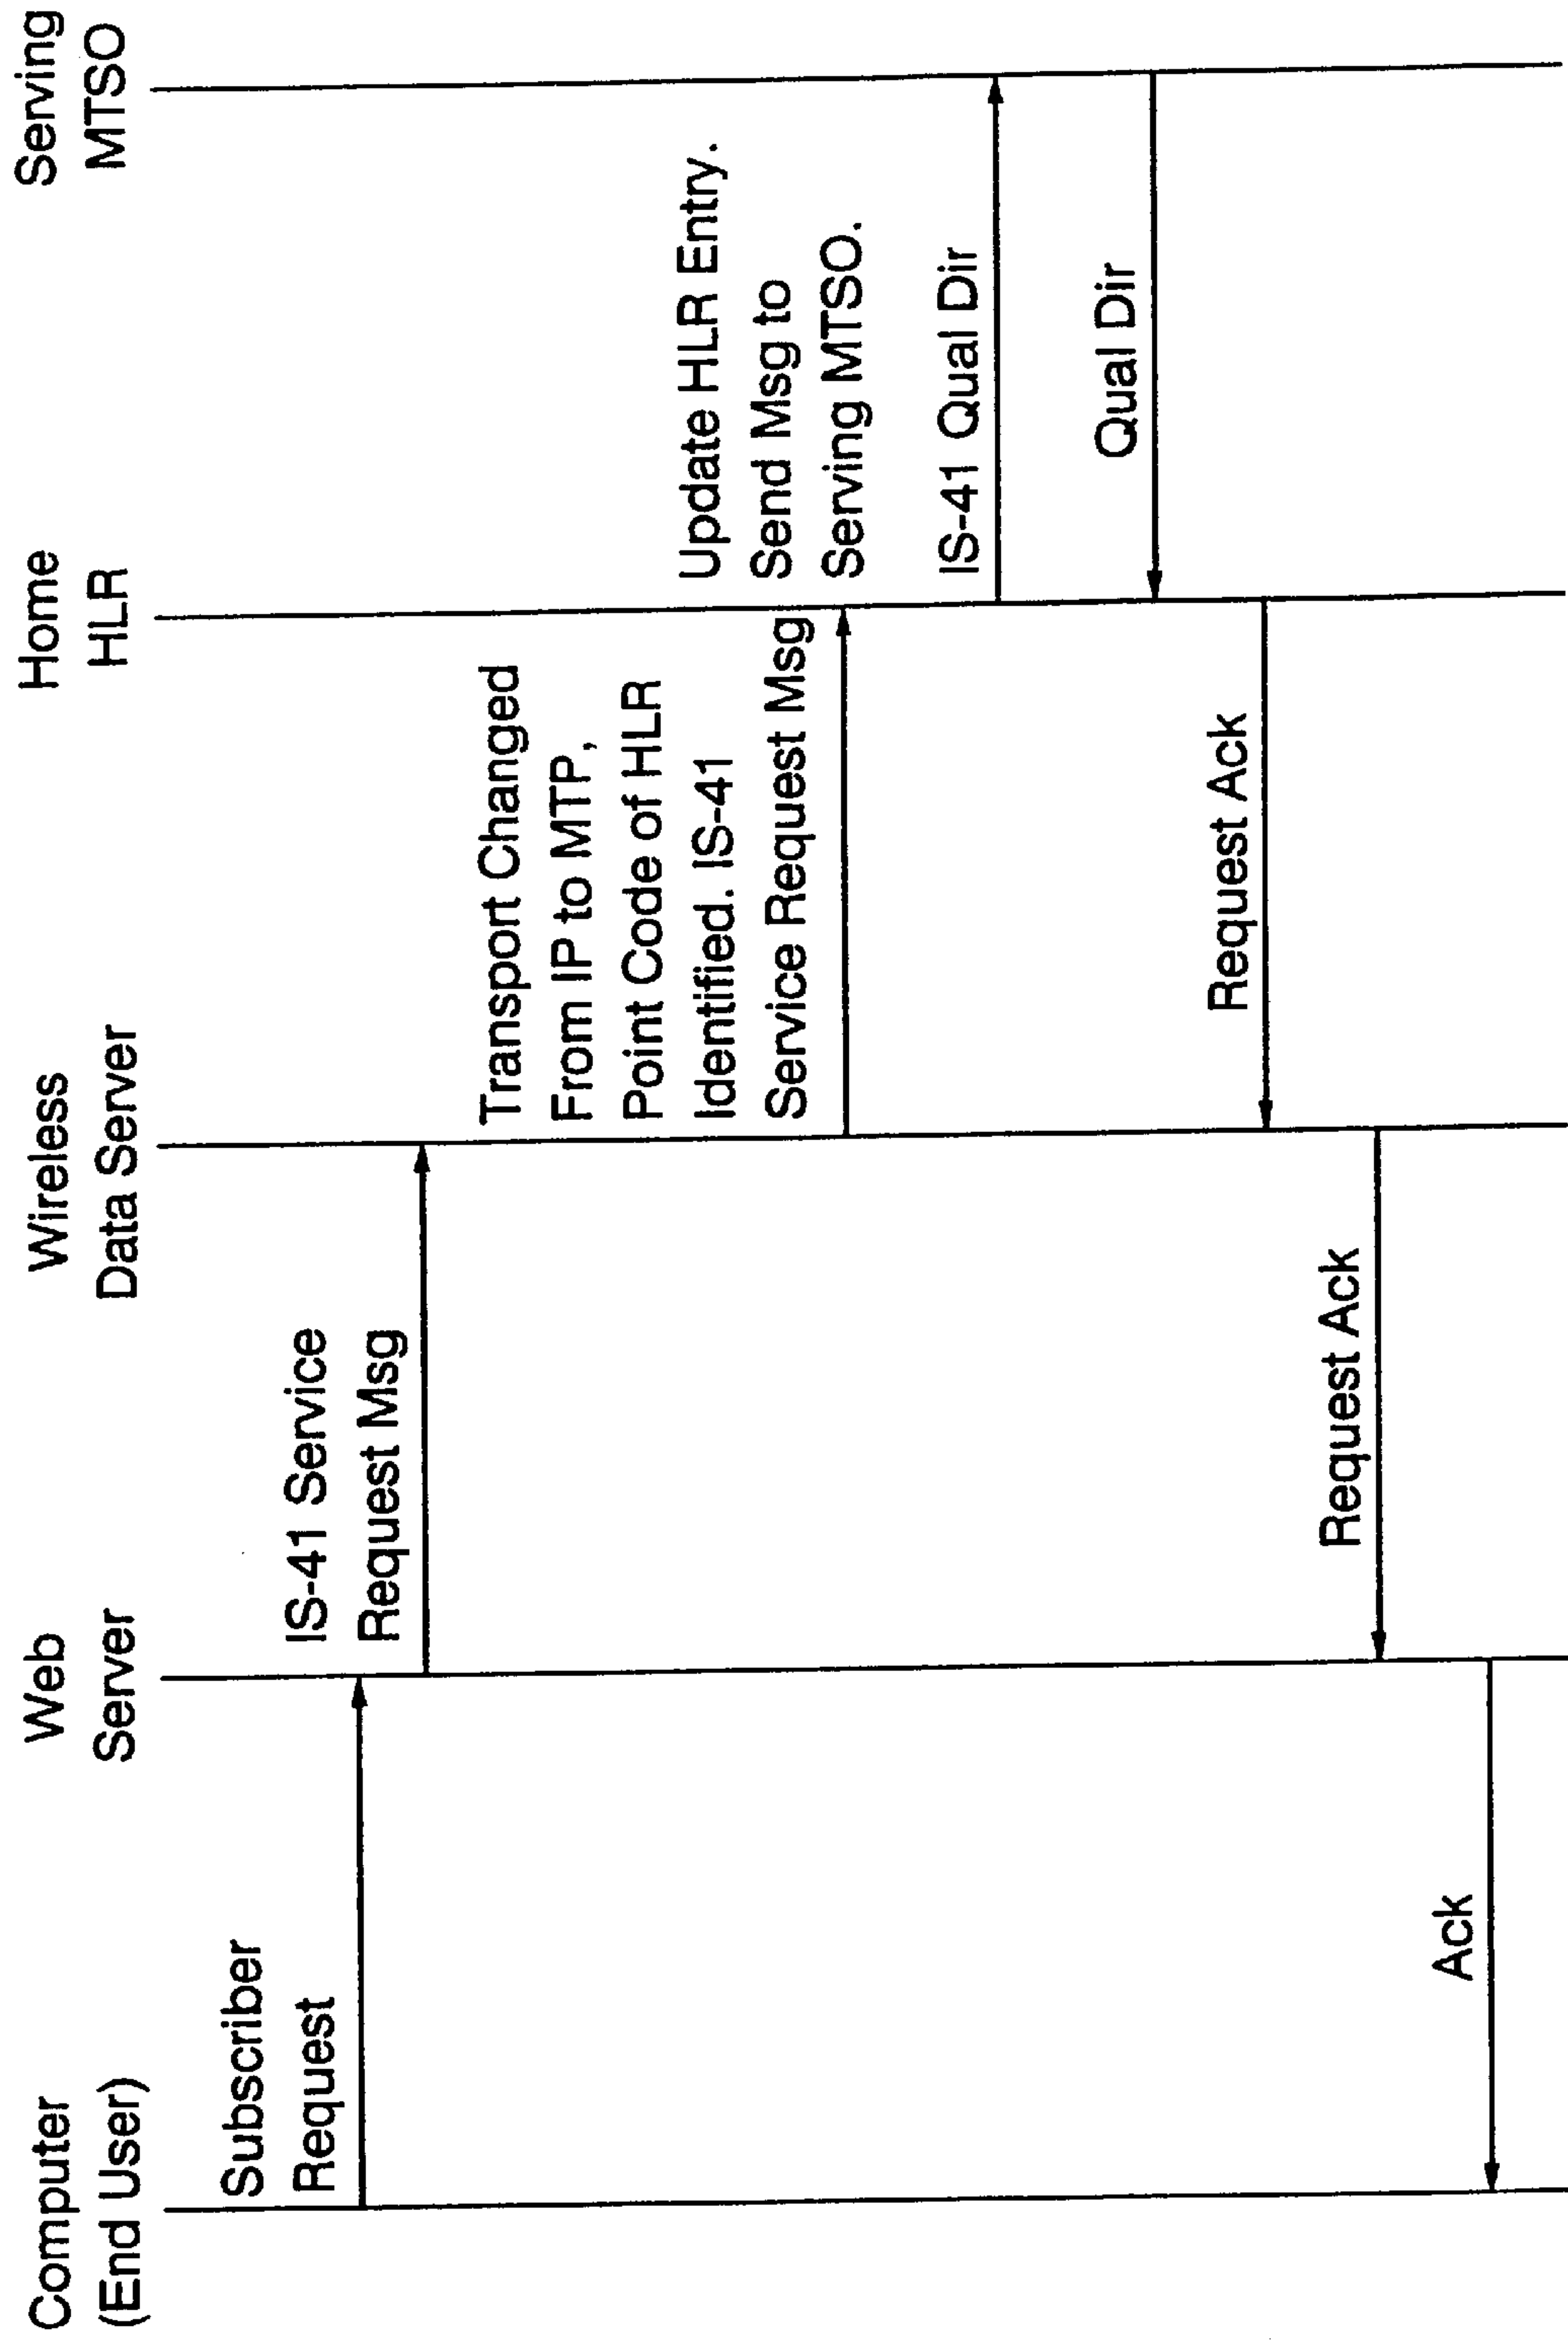 Computer
(End User)
Web
Server
Wireless
Data Server
Home
HLR
Serving
MTSO
Subscriber
Request
IS-41 Service
Request Msg
Transport Changed
From IP to MTP,
Point Code of HLR
Identified. IS-41
Service Request Msg
Update HLR Entry.
Send Msg to
Serving MTSO.
IS-41 Qual Dir
Qual Dir
Request Ack
Request Ack
Ack